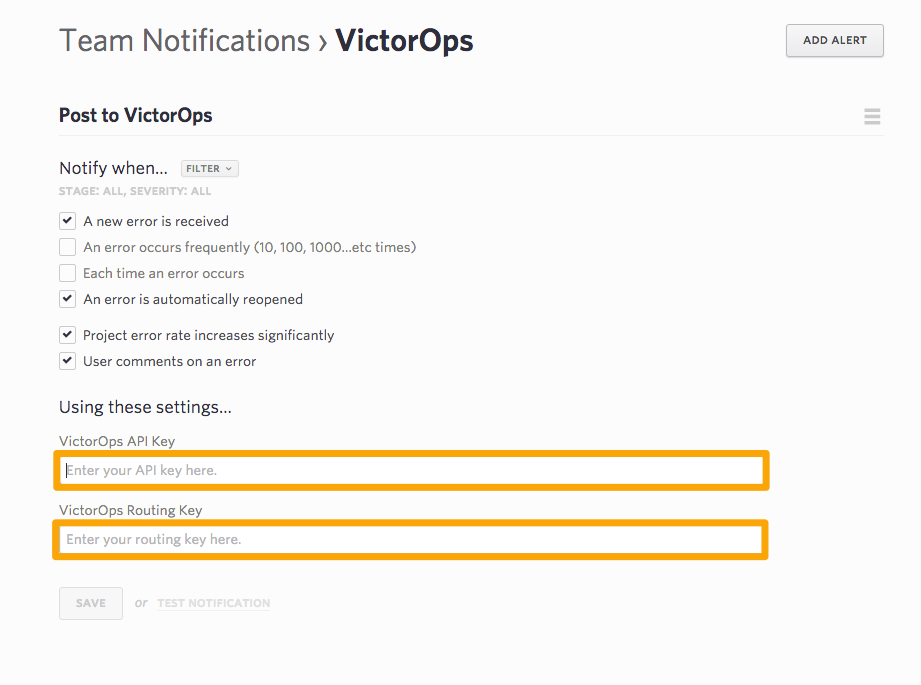 Team Notifications › VictorOps
ADD ALERT
Post to VictorOps
Notify when... FILTER
STAGE: ALL, SEVERITY: ALL
A new error is received
An error occurs frequently (10, 100, 1000...etc times)
Each time an error occurs
An error is automatically reopened
Project error rate increases significantly
User comments on an error
Using these settings...
VictorOps API Key
Enter your API key here.
VictorOps Routing Key
Enter your routing key here.
SAVE or TEST NOTIFICATION